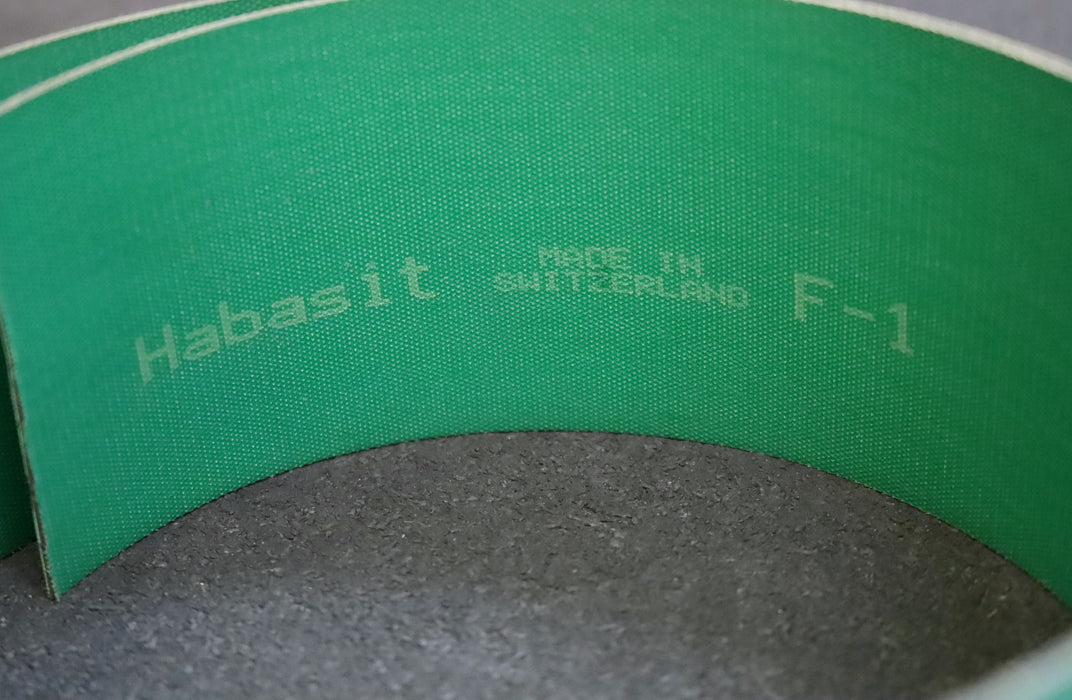 Habasit
MADE IN
SWITZERLAND
F-1